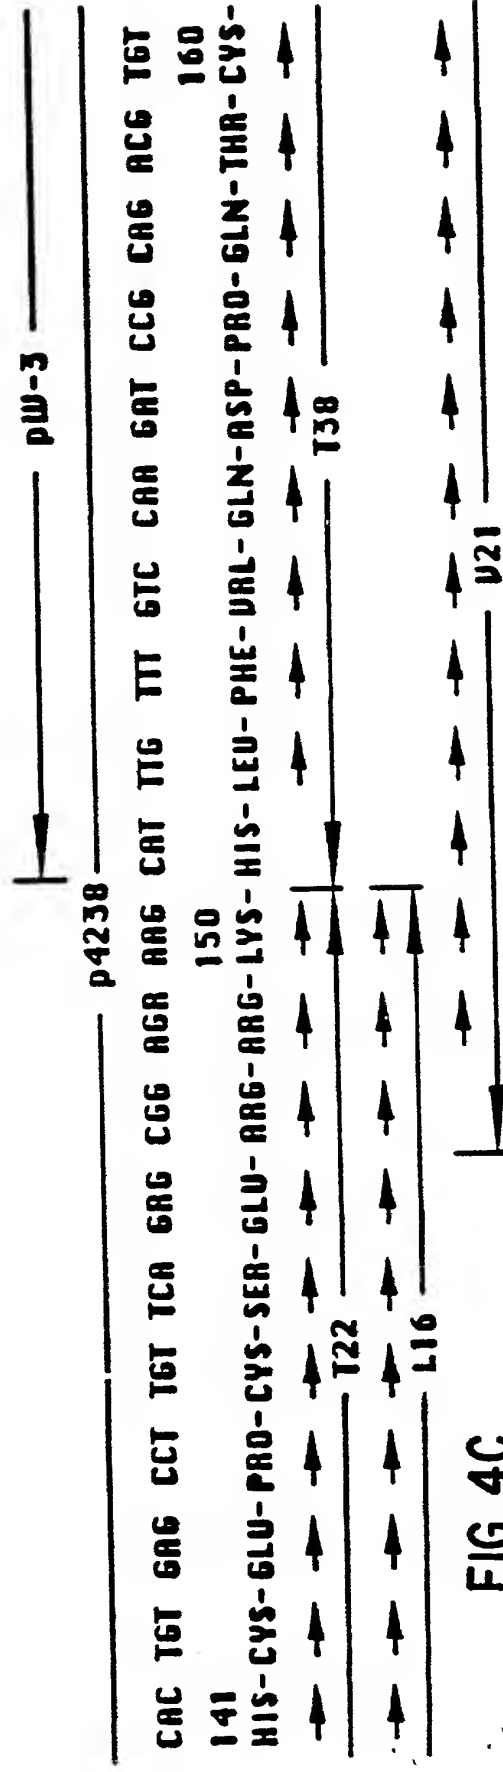 pW-3
p4238
CAC TGT GAG CCT TGT TCA GAG CGG AGA AAG CAT TTG TTT GTC CAA GAT CCG CAG ACG TGT
141 150 160
HIS-CYS-GLU-PRO-CYS-SER-GLU-ARG-ARG-LYS-HIS-LEU-PHE-VAL-GLN-ASP-PRO-GLN-THR-CYS-
T22 T38
L16
V21
FIG. 4C